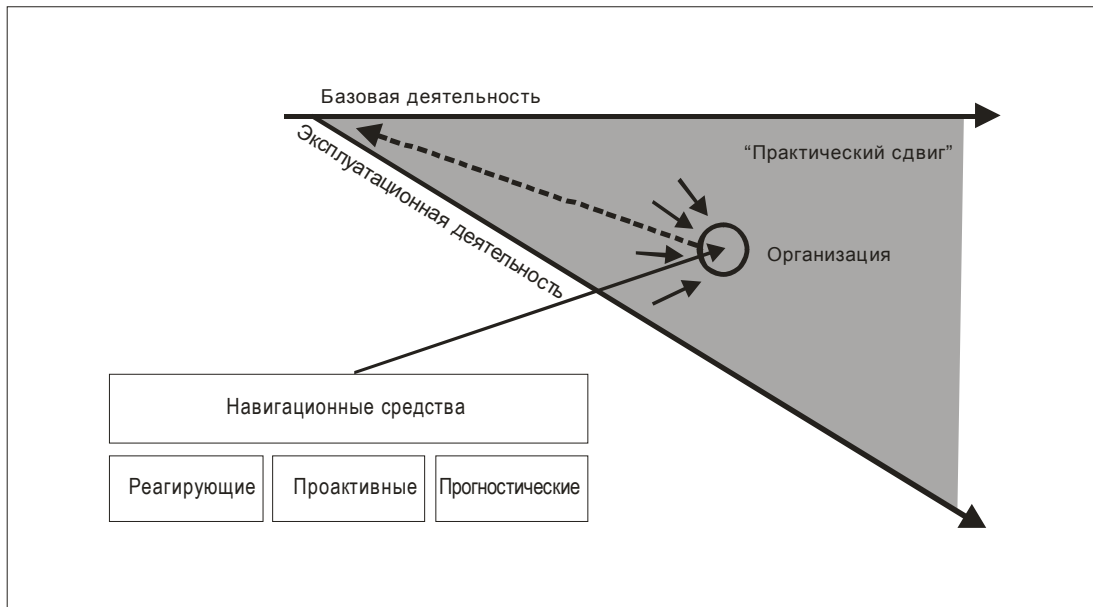 Базовая деятельность
Эксплуатационная деятельность
“Практический сдвиг”
Организация
Навигационные средства
Реагирующие
Проактивные
Прогностические